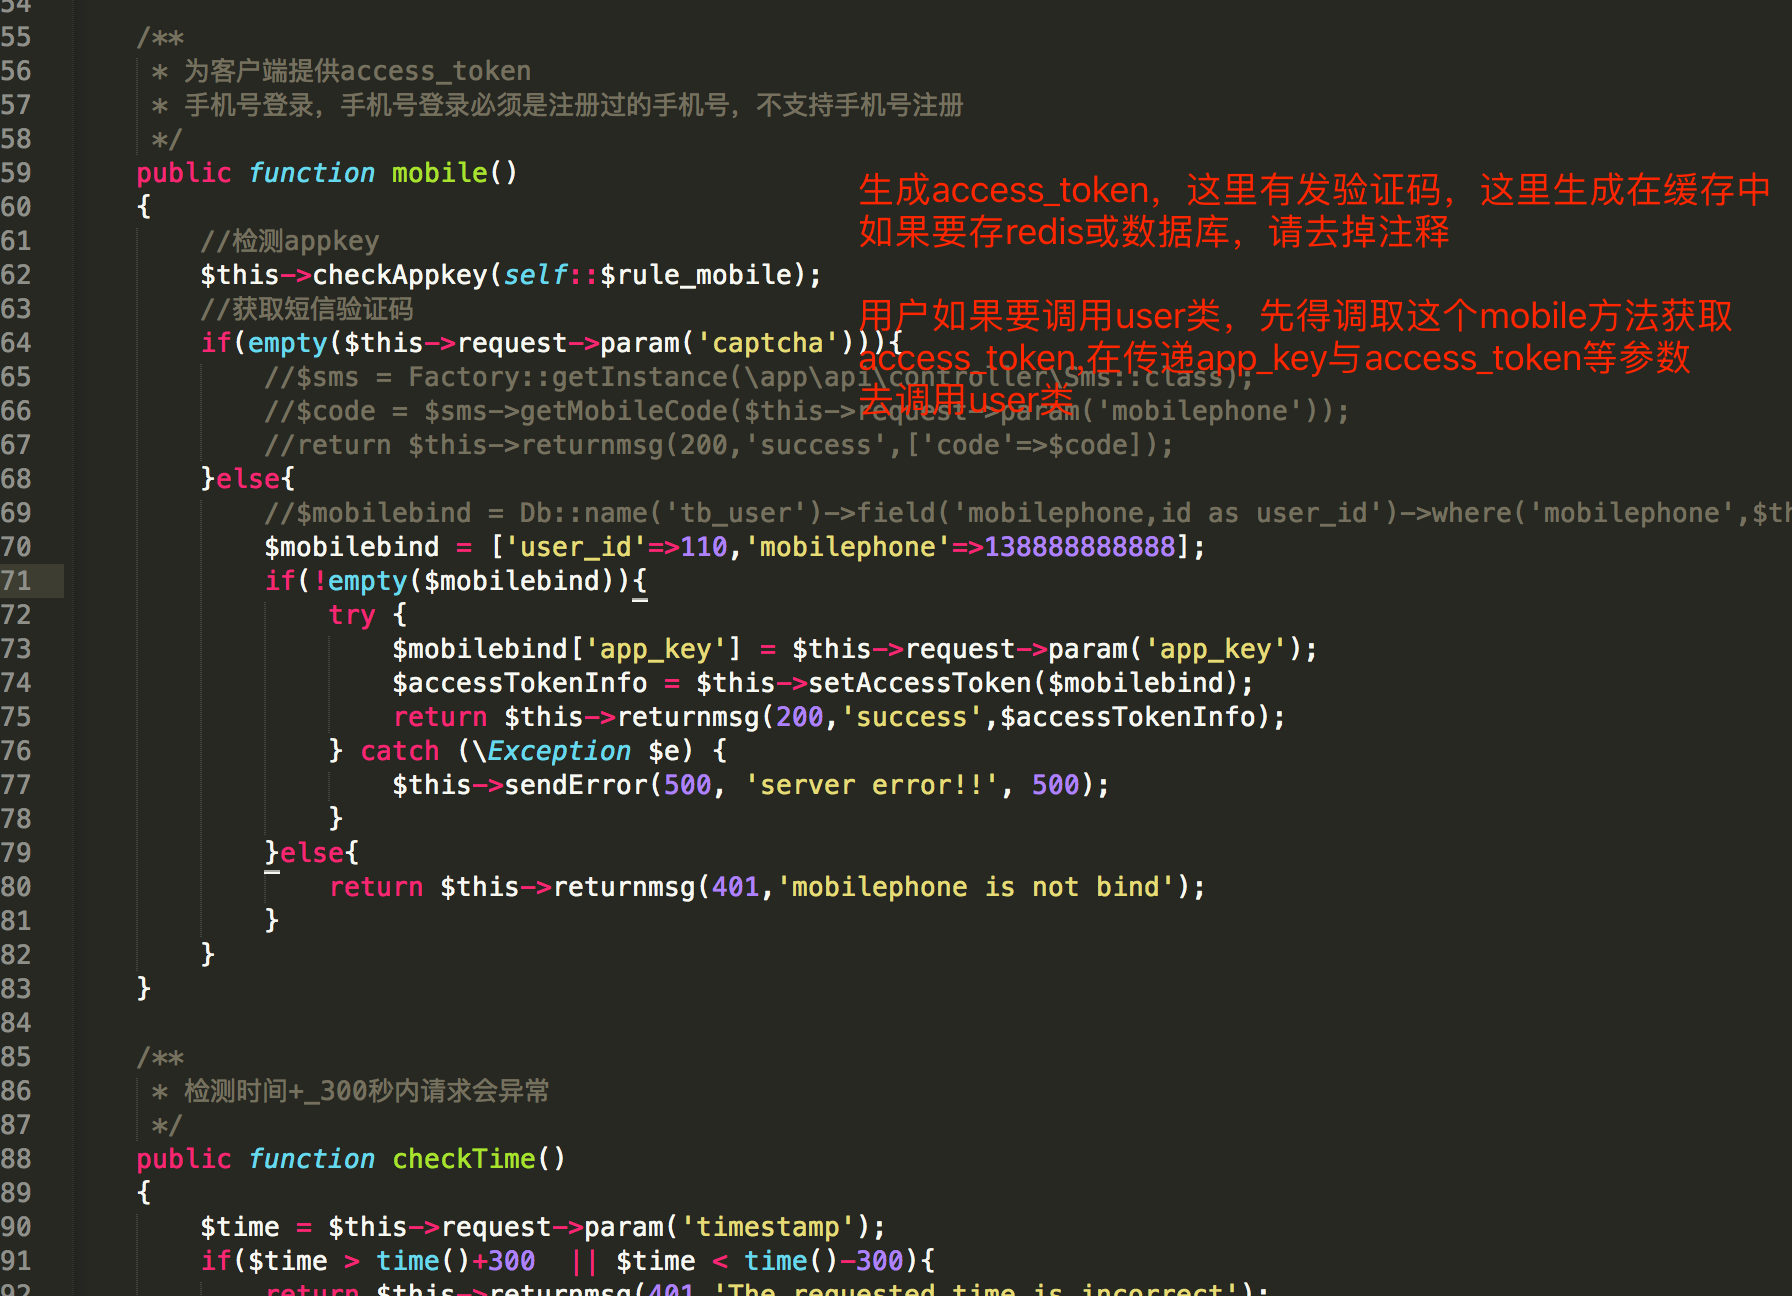 54
55 /**
56 * 为客户端提供access_token
57 * 手机号登录，手机号登录必须是注册过的手机号，不支持手机号注册
58 */
59 public function mobile()
生成access_token，这里有发验证码，这里生成在缓存中
60 {
如果要存redis或数据库，请去掉注释
61 //检测appkey
62 $this->checkAppkey(self::$rule_mobile);
63 //获取短信验证码
用户如果要调用user类，先得调取这个mobile方法获取
64 if(empty($this->request->param('captcha'))){
access_token,在传递app_key与access_token等参数
65 //$sms = Factory::getInstance(\app\api\controller\Sms::class);
去调用user类
66 //$code = $sms->getMobileCode($this->request->param('mobilephone'));
67 //return $this->returnmsg(200,'success',['code'=>$code]);
68 }else{
69 //$mobilebind = Db::name('tb_user')->field('mobilephone,id as user_id')->where('mobilephone',$th
70 $mobilebind = ['user_id'=>110,'mobilephone'=>138888888888];
71 if(!empty($mobilebind)){
72 try {
73 $mobilebind['app_key'] = $this->request->param('app_key');
74 $accessTokenInfo = $this->setAccessToken($mobilebind);
75 return $this->returnmsg(200,'success',$accessTokenInfo);
76 } catch (\Exception $e) {
77 $this->sendError(500, 'server error!!', 500);
78 }
79 }else{
80 return $this->returnmsg(401,'mobilephone is not bind');
81 }
82 }
83 }
84
85 /**
86 * 检测时间+_300秒内请求会异常
87 */
88 public function checkTime()
89 {
90 $time = $this->request->param('timestamp');
91 if($time > time()+300 || $time < time()-300){
92 return $this->returnmsg(401,'The requested time is incorrect');